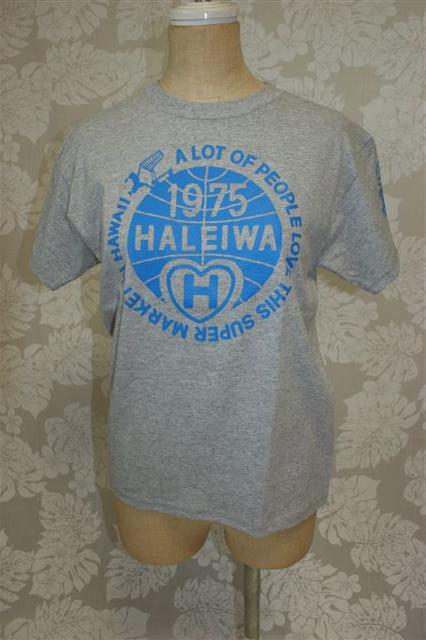 A LOT OF PEOPLE LOVE THIS SUPER MARKET HAWAII
1975
HALEIWA
H